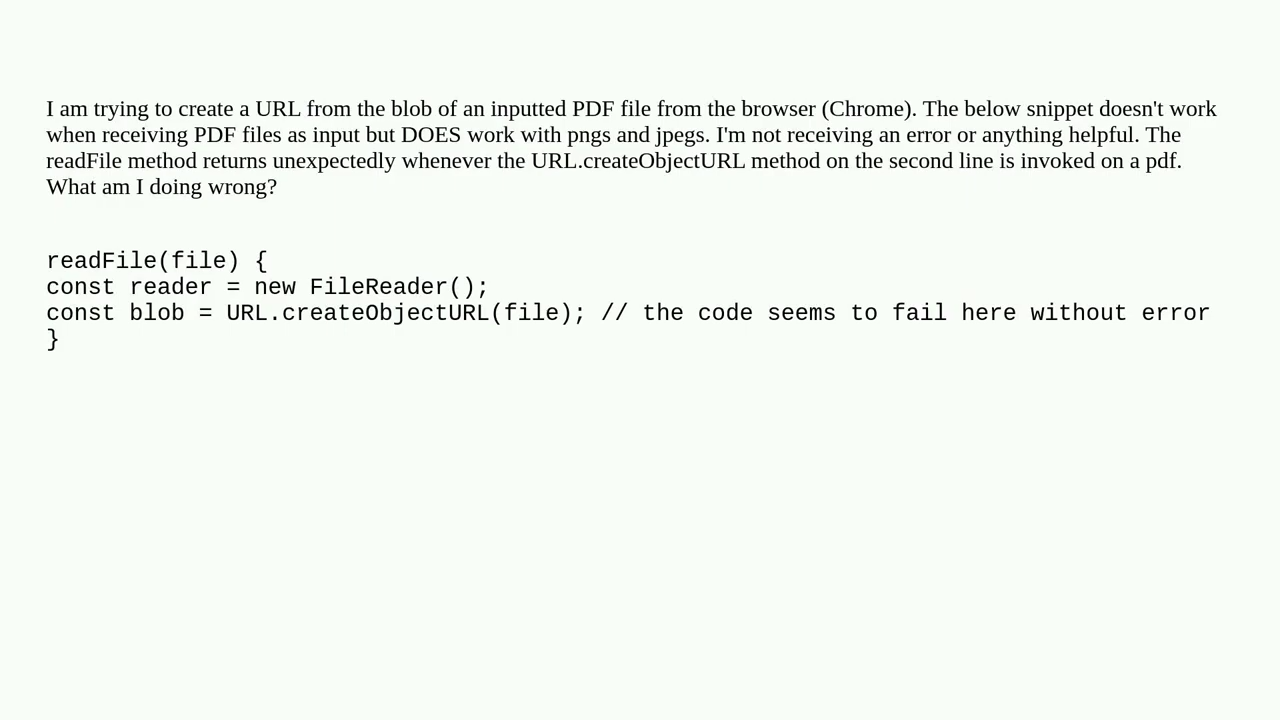 I am trying to create a URL from the blob of an inputted PDF file from the browser (Chrome). The below snippet doesn't work
when receiving PDF files as input but DOES work with pngs and jpegs. I'm not receiving an error or anything helpful. The
readFile method returns unexpectedly whenever the URL.createObjectURL method on the second line is invoked on a pdf.
What am I doing wrong?
readFile(file) {
const reader = new FileReader();
const blob = URL.createObjectURL(file); // the code seems to fail here without error
}